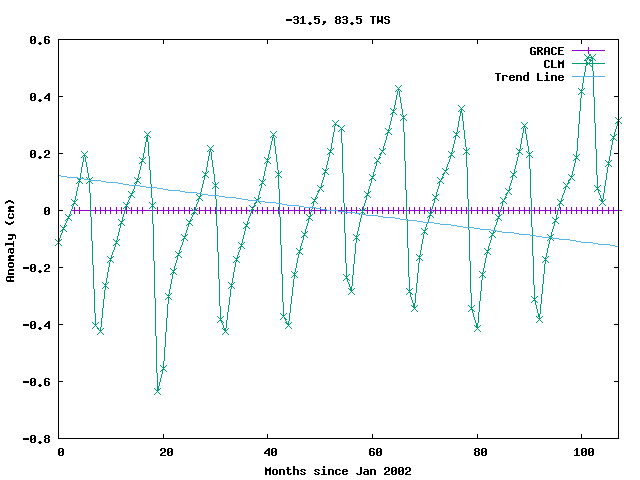 -31.5, 83.5 TWS
GRACE
CLM
Trend Line
0.6
0.4
0.2
0
-0.2
-0.4
-0.6
-0.8
Anomaly (cm)
0 20 40 60 80 100
Months since Jan 2002